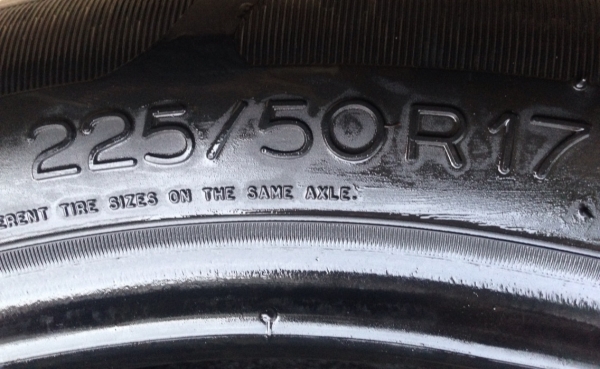 225/50R17
ERENT TIRE SIZES ON THE SAME AXLE.